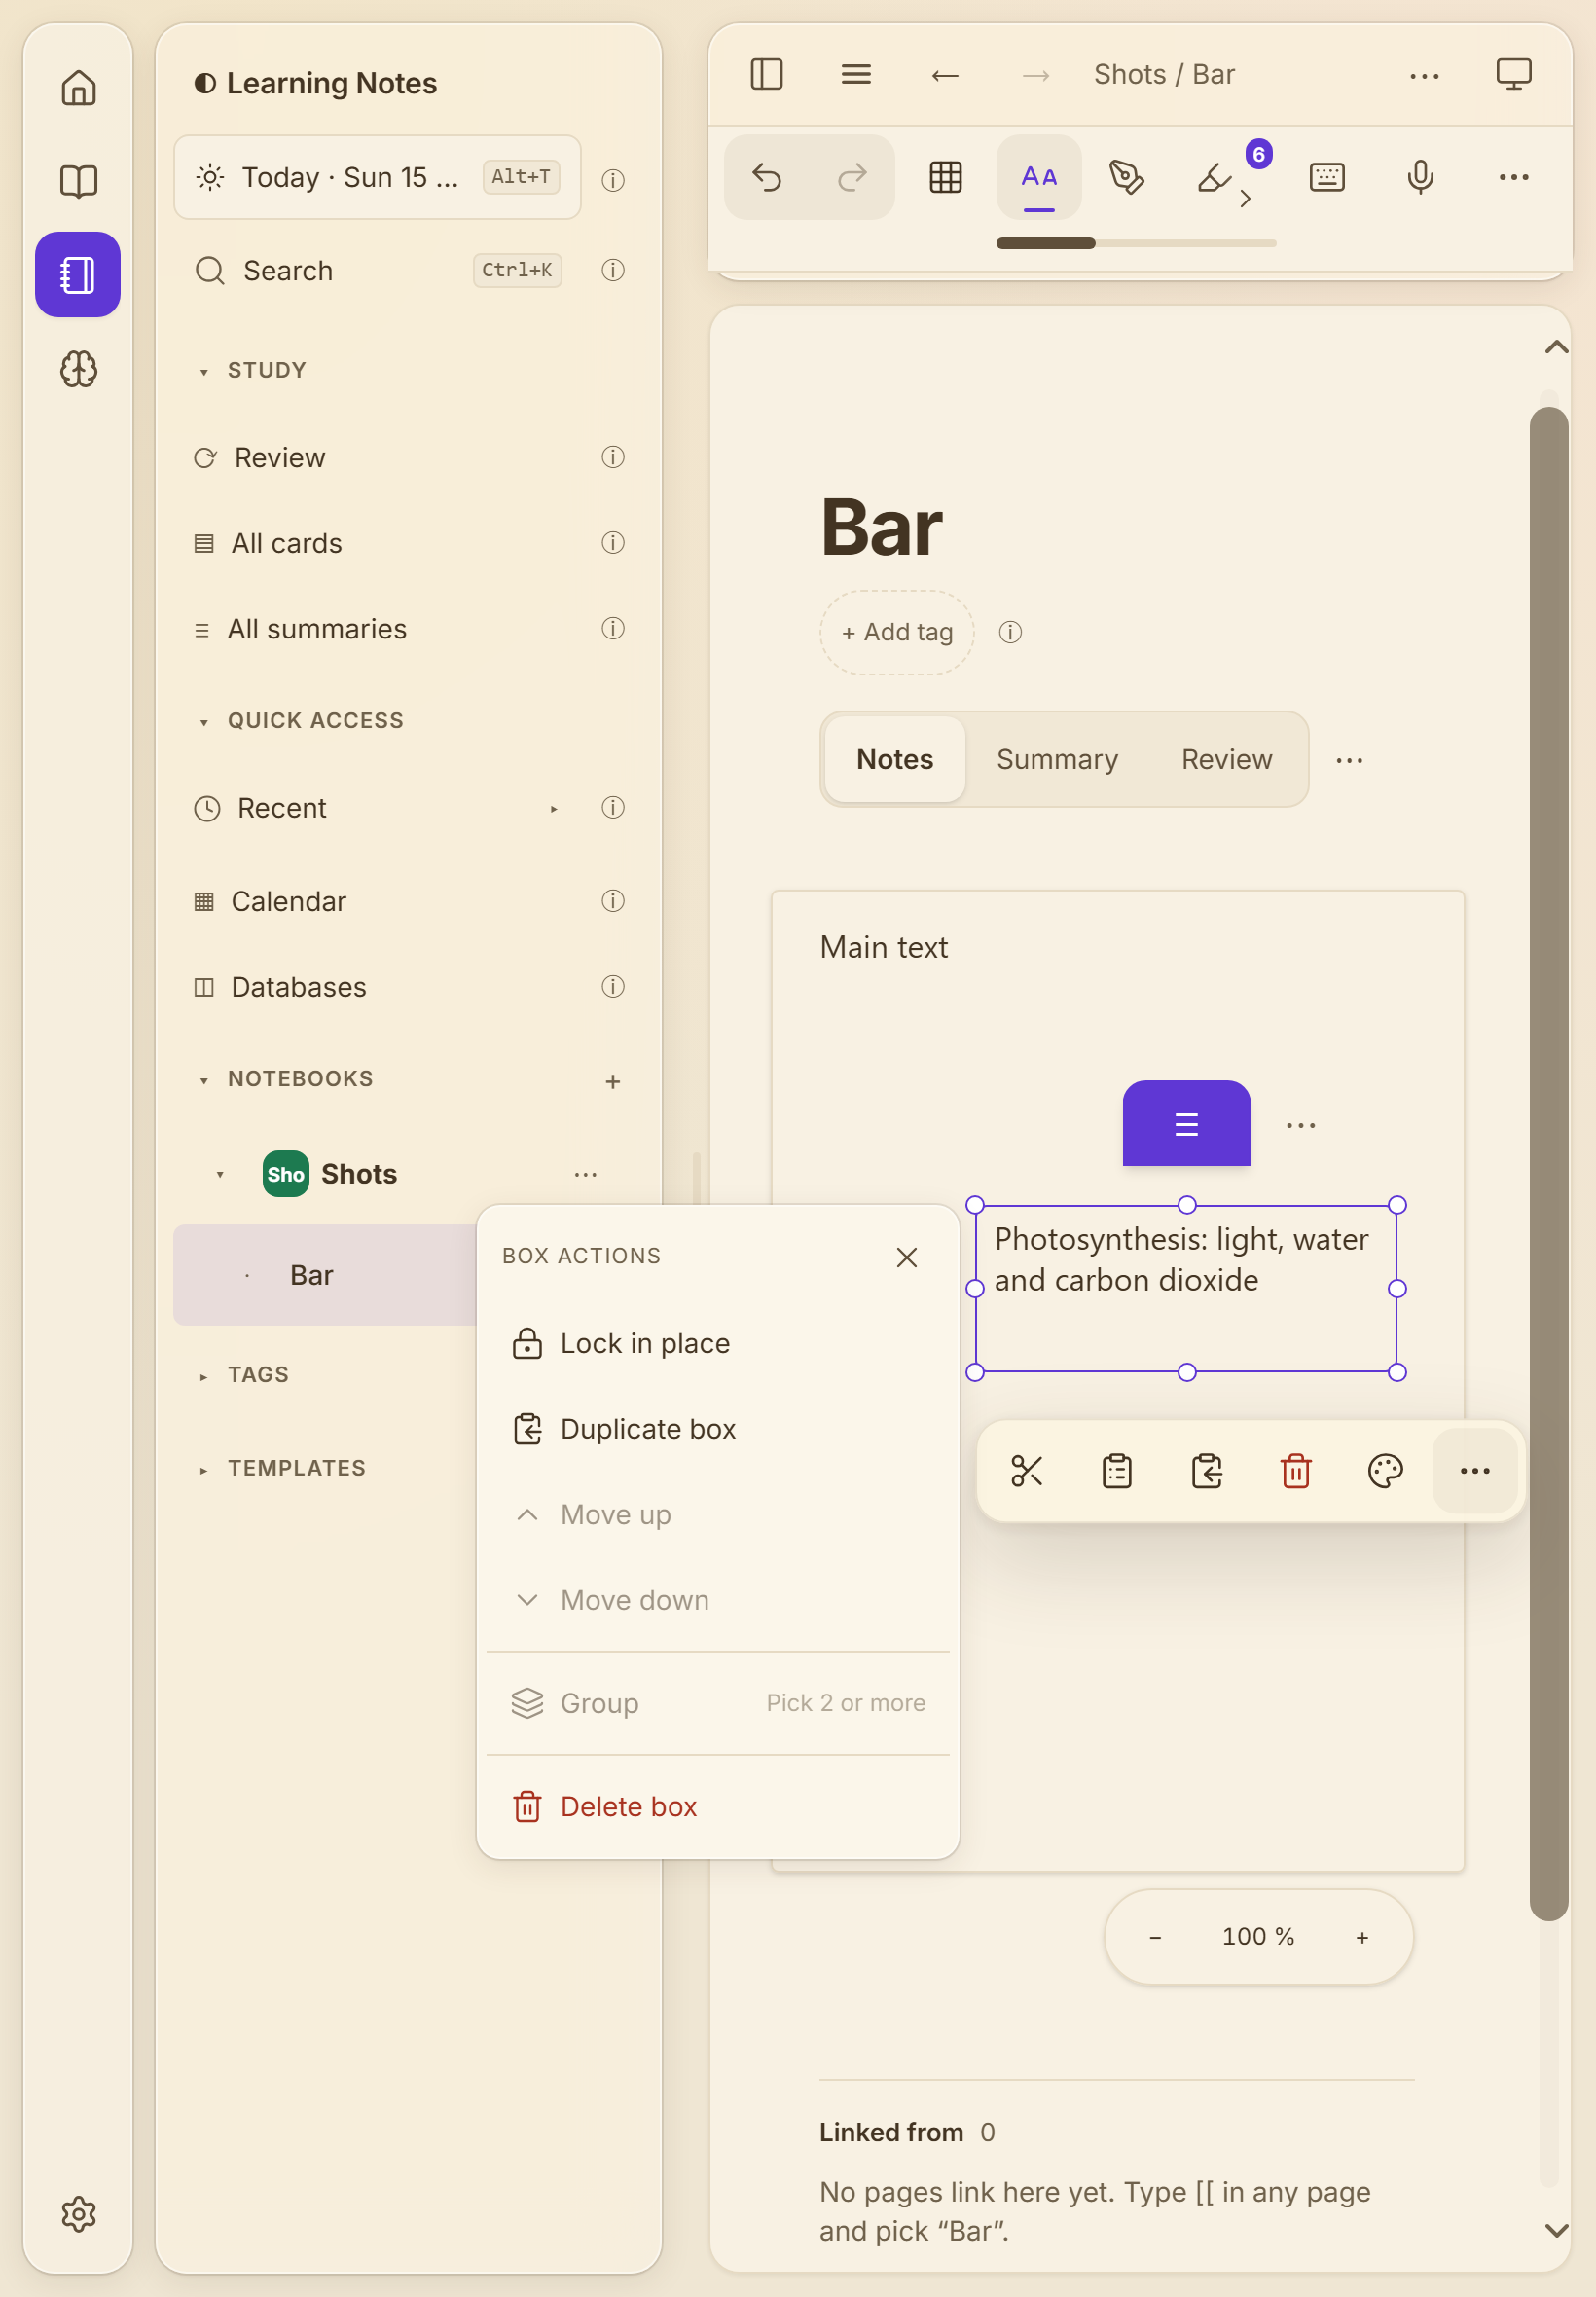 Learning Notes
Today · Sun 15 ...
Alt+T
Search
Ctrl+K
STUDY
Review
All cards
All summaries
QUICK ACCESS
Recent
Calendar
Databases
NOTEBOOKS
+
Sho
Shots
Bar
TAGS
TEMPLATES
Shots / Bar
AA
6
Bar
+ Add tag
Notes
Summary
Review
Main text
Photosynthesis: light, water
and carbon dioxide
BOX ACTIONS
Lock in place
Duplicate box
Move up
Move down
Group
Pick 2 or more
Delete box
− 100 % +
Linked from 0
No pages link here yet. Type [[ in any page
and pick “Bar”.